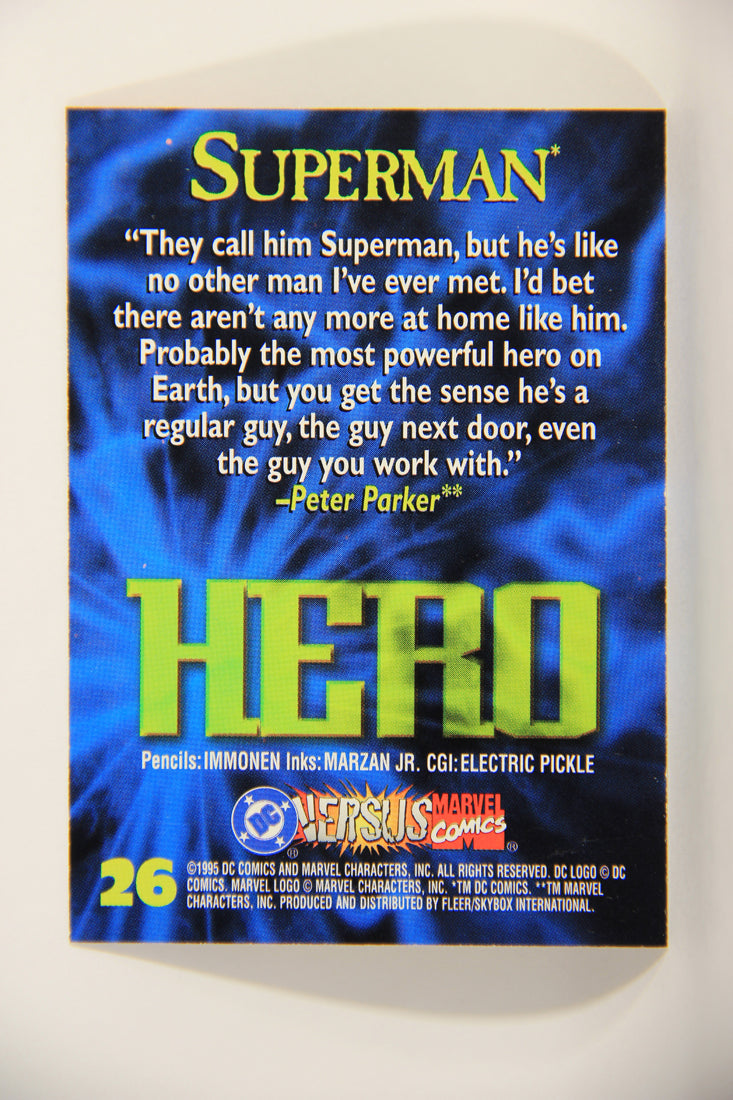 SUPERMAN*
“They call him Superman, but he’s like
no other man I’ve ever met. I’d bet
there aren’t any more at home like him.
Probably the most powerful hero on
Earth, but you get the sense he’s a
regular guy, the guy next door, even
the guy you work with.”
–Peter Parker**
HERO
Pencils: IMMONEN Inks: MARZAN JR. CGI: ELECTRIC PICKLE
DC VERSUS MARVEL COMICS
® ®
26
©1995 DC COMICS AND MARVEL CHARACTERS, INC. ALL RIGHTS RESERVED. DC LOGO © DC
COMICS. MARVEL LOGO © MARVEL CHARACTERS, INC. *TM DC COMICS. **TM MARVEL
CHARACTERS, INC. PRODUCED AND DISTRIBUTED BY FLEER/SKYBOX INTERNATIONAL.